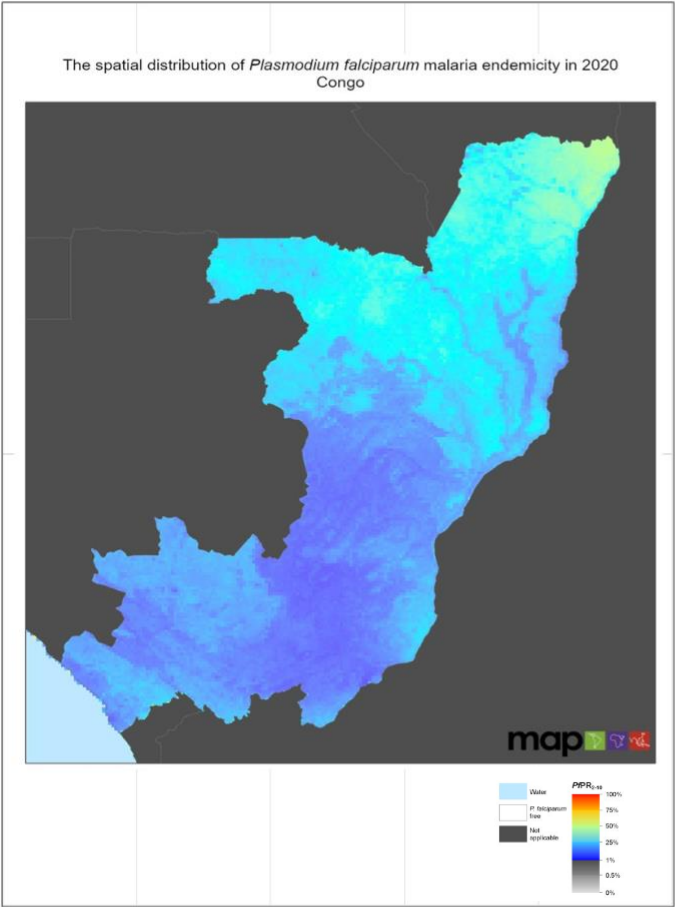 The spatial distribution of Plasmodium falciparum malaria endemicity in 2020
Congo
map
Water
P. falciparum
free
Not
applicable
PfPR₂₋₁₀
100%
75%
50%
25%
1%
0.5%
0%